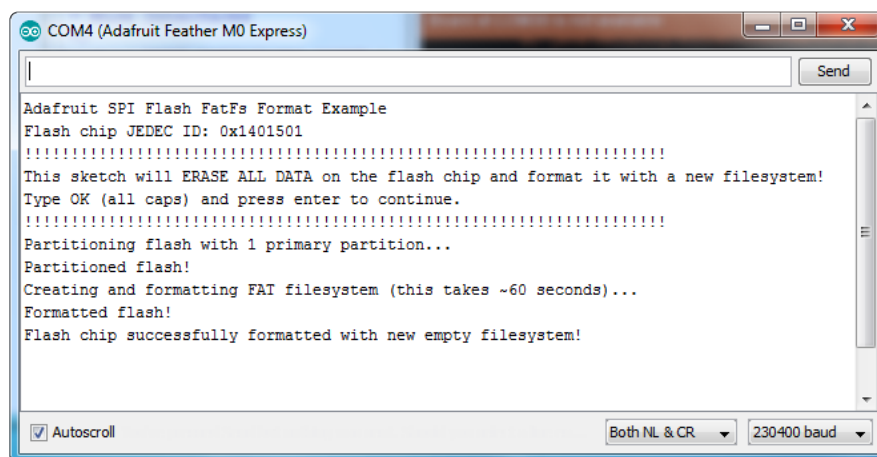 COM4 (Adafruit Feather M0 Express)
Send
Adafruit SPI Flash FatFs Format Example
Flash chip JEDEC ID: 0x1401501
!!!!!!!!!!!!!!!!!!!!!!!!!!!!!!!!!!!!!!!!!!!!!!!!!!!!!!!!!!!!!!!!!!!!!
This sketch will ERASE ALL DATA on the flash chip and format it with a new filesystem!
Type OK (all caps) and press enter to continue.
!!!!!!!!!!!!!!!!!!!!!!!!!!!!!!!!!!!!!!!!!!!!!!!!!!!!!!!!!!!!!!!!!!!!!
Partitioning flash with 1 primary partition...
Partitioned flash!
Creating and formatting FAT filesystem (this takes ~60 seconds)...
Formatted flash!
Flash chip successfully formatted with new empty filesystem!
Autoscroll
Both NL & CR
230400 baud